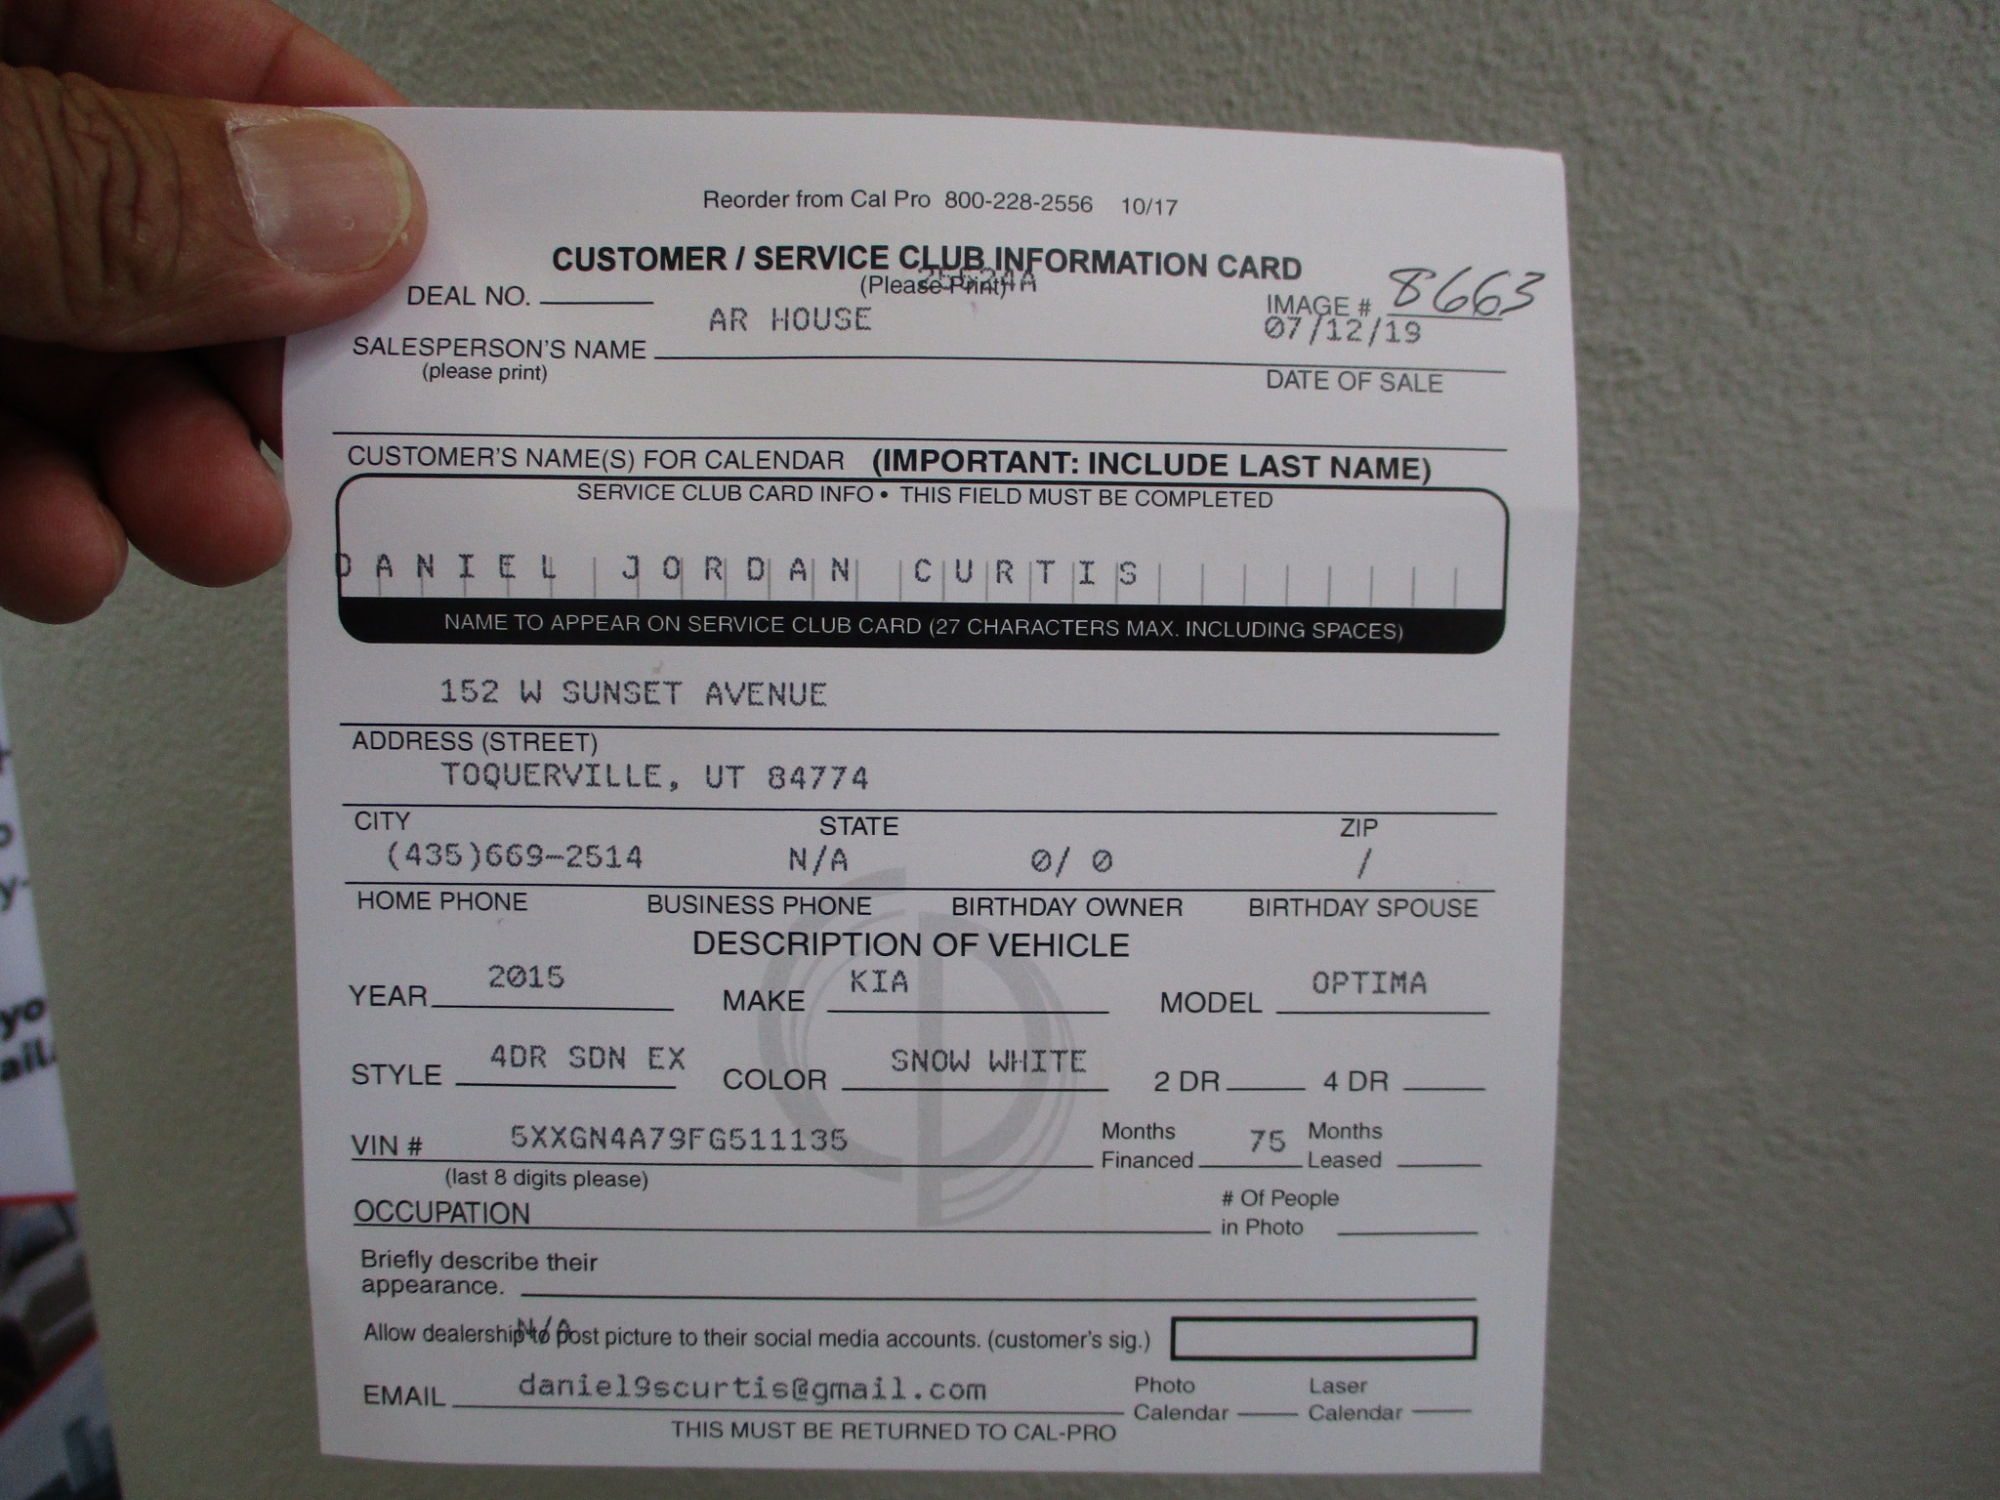 Reorder from Cal Pro 800-228-2556 10/17
CUSTOMER / SERVICE CLUB INFORMATION CARD
(Please Print)
DEAL NO.
IMAGE # 8663
AR HOUSE 07/12/19
SALESPERSON'S NAME
(please print)
DATE OF SALE
CUSTOMER'S NAME(S) FOR CALENDAR (IMPORTANT: INCLUDE LAST NAME)
SERVICE CLUB CARD INFO • THIS FIELD MUST BE COMPLETED
DANIEL JORDAN CURTIS
NAME TO APPEAR ON SERVICE CLUB CARD (27 CHARACTERS MAX. INCLUDING SPACES)
152 W SUNSET AVENUE
ADDRESS (STREET)
TOQUERVILLE, UT 84774
CITY STATE ZIP
(435)669-2514 N/A 0/ 0 /
HOME PHONE BUSINESS PHONE BIRTHDAY OWNER BIRTHDAY SPOUSE
DESCRIPTION OF VEHICLE
YEAR 2015 MAKE KIA MODEL OPTIMA
STYLE 4DR SDN EX COLOR SNOW WHITE 2 DR 4 DR
VIN # 5XXGN4A79FG511135 Months Financed 75 Months Leased
(last 8 digits please)
OCCUPATION # Of People in Photo
Briefly describe their
appearance.
N/A
Allow dealership to post picture to their social media accounts. (customer's sig.)
EMAIL daniel9scurtis@gmail.com Photo Calendar Laser Calendar
THIS MUST BE RETURNED TO CAL-PRO